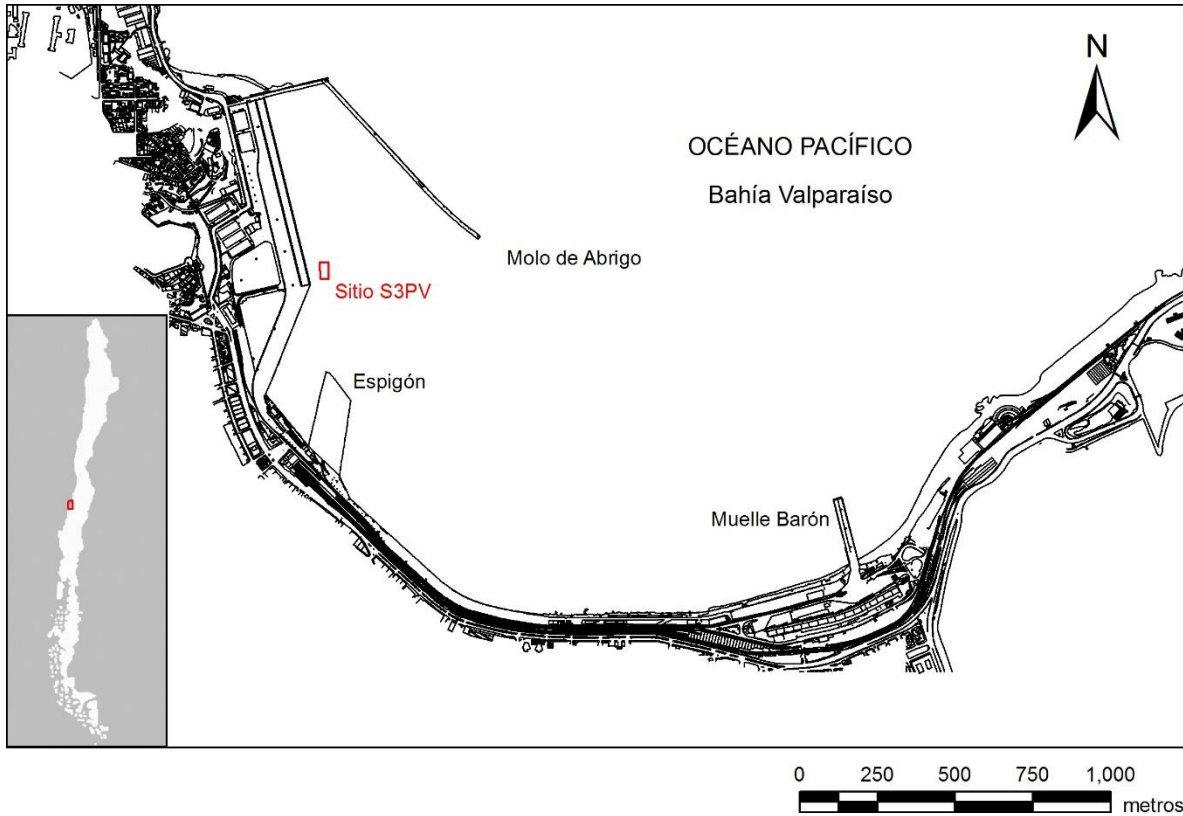 N
OCÉANO PACÍFICO
Bahía Valparaíso
Molo de Abrigo
Sitio S3PV
Espigón
Muelle Barón
0 250 500 750 1,000
metros